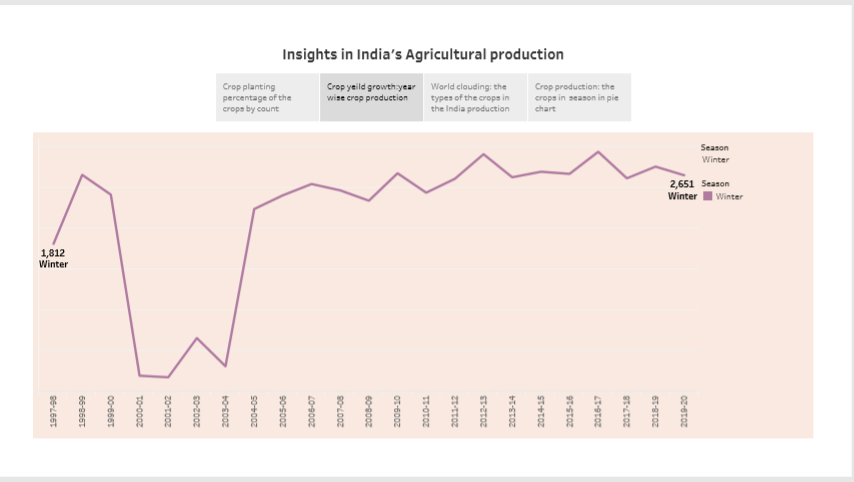 Insights in India's Agricultural production
Crop planting
percentage of the
crops by count
Crop yeild growth:year
wise crop production
World clouding: the
types of the crops in
the India production
Crop production: the
crops in season in pie
chart
Season
Winter
2,651
Winter
Season
Winter
1,812
Winter
1997-98
1998-99
1999-00
2000-01
2001-02
2002-03
2003-04
2004-05
2005-06
2006-07
2007-08
2008-09
2009-10
2010-11
2011-12
2012-13
2013-14
2014-15
2015-16
2016-17
2017-18
2018-19
2019-20